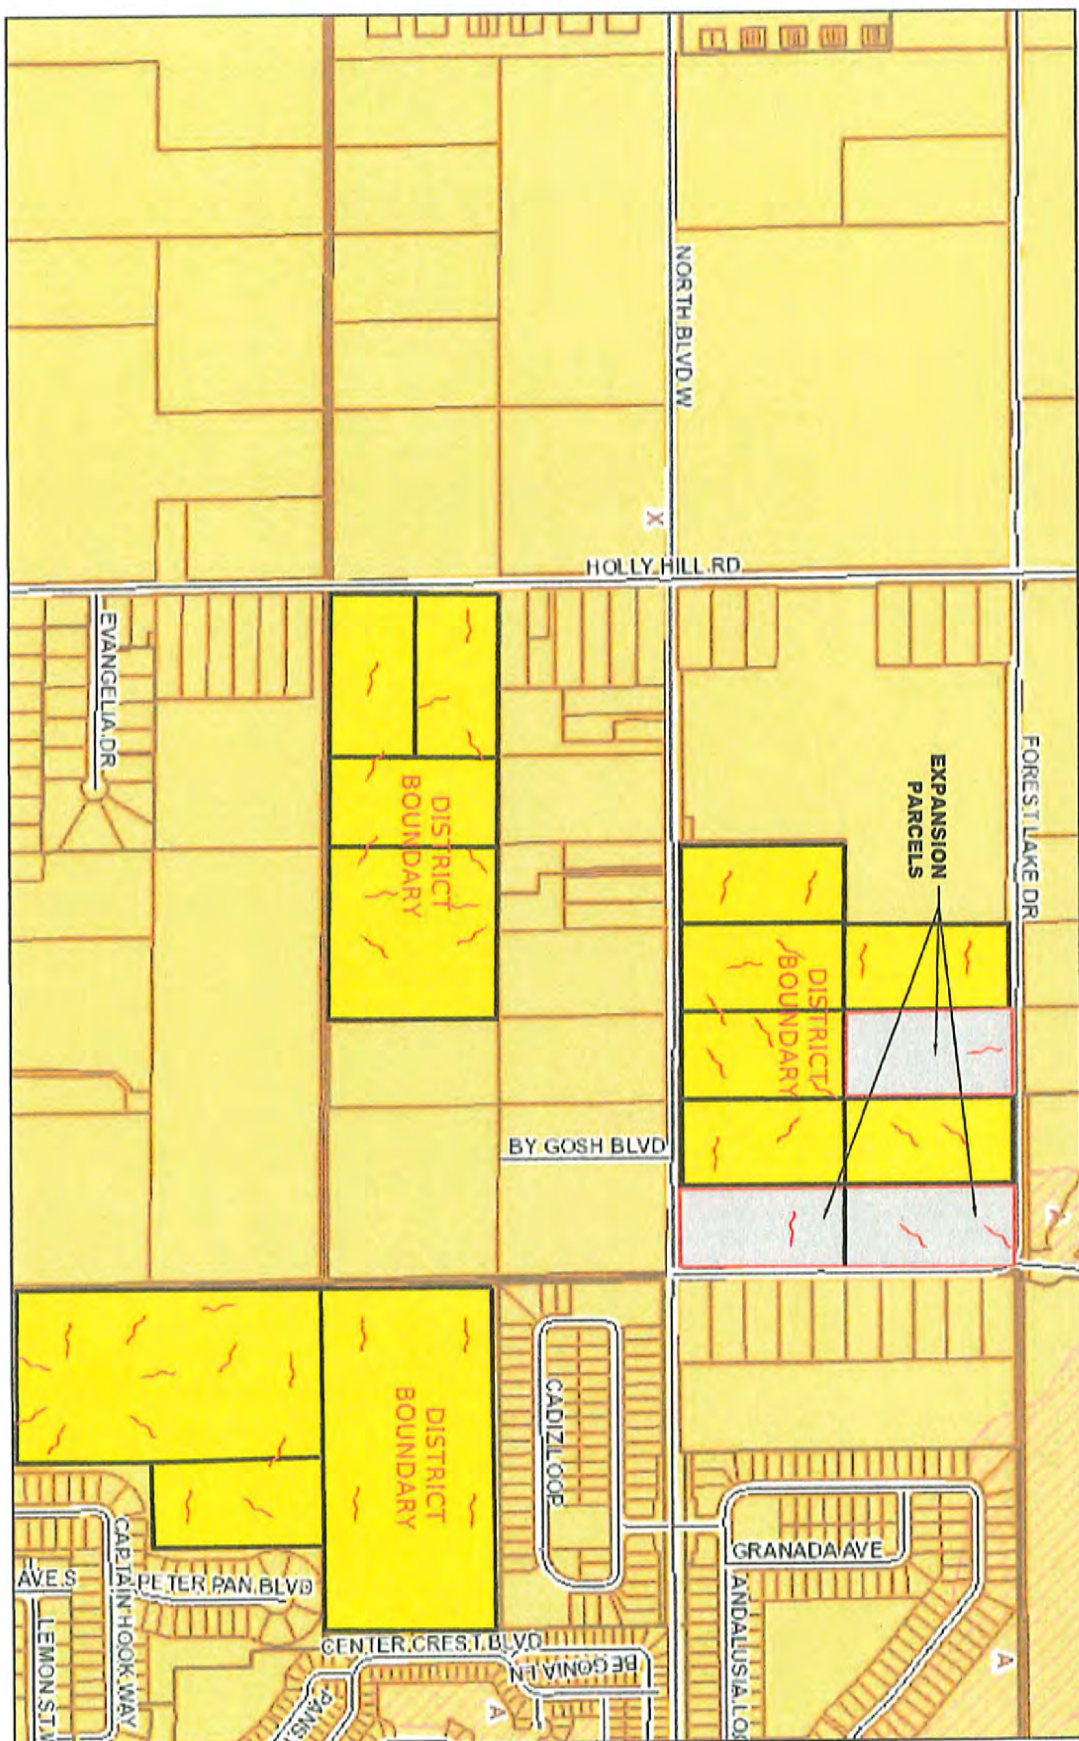 NORTH BLVD W
X
HOLLY HILL RD
EVANGELIA DR
FOREST LAKE DR
EXPANSION
PARCELS
DISTRICT
BOUNDARY
DISTRICT
BOUNDARY
BY GOSH BLVD
A
CADIZ LOOP
DISTRICT
BOUNDARY
GRANADA AVE
ANDALUSIA LOO
CAPTAIN HOOK WAY
PETER PAN BLVD
AVE S
LEMON ST W
CENTER CREST BLVD
BEGONIA LN
PANS
A
A